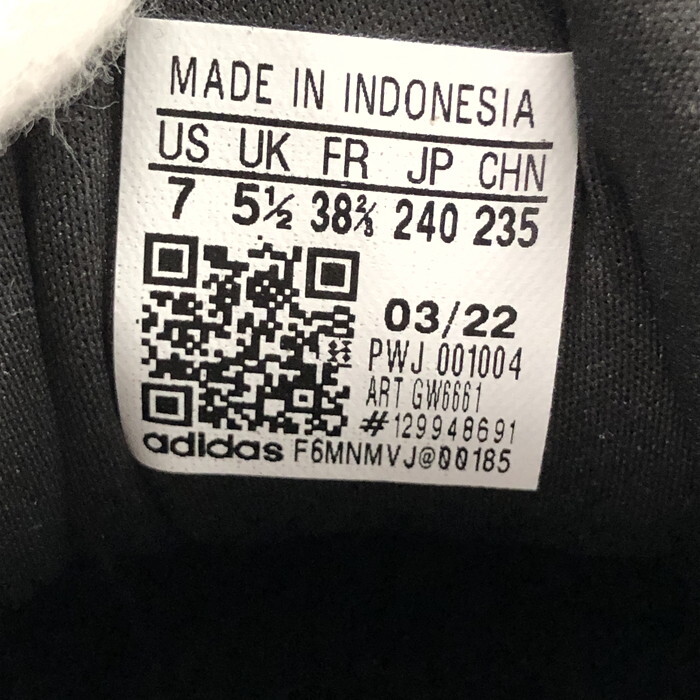 MADE IN INDONESIA
US UK FR JP CHN
7 5½ 38⅔ 240 235
03/22
PWJ 001004
ART GW6661
# 129948691
adidas F6MNMVJ@00185